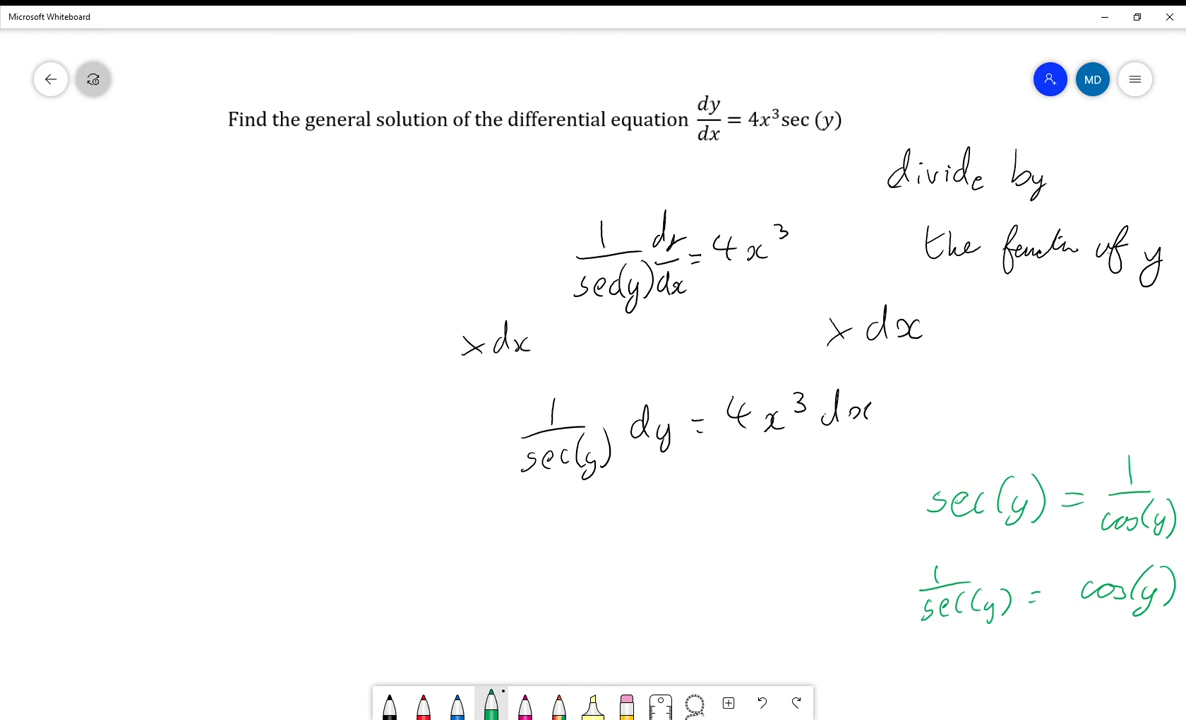 Microsoft Whiteboard
MD
Find the general solution of the differential equation dy/dx = 4x³sec (y)
divide by
the function of y
1/sec(y) dy/dx = 4x³
× dx × dx
1/sec(y) dy = 4x³ dx
sec(y) = 1/cos(y)
1/sec(y) = cos(y)